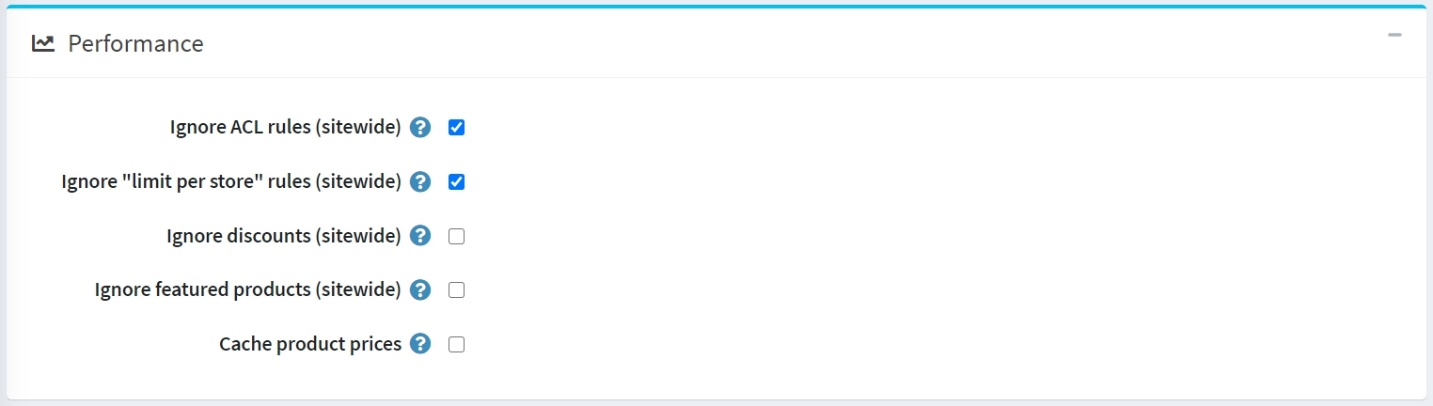 Performance
Ignore ACL rules (sitewide) ?
Ignore "limit per store" rules (sitewide) ?
Ignore discounts (sitewide) ?
Ignore featured products (sitewide) ?
Cache product prices ?